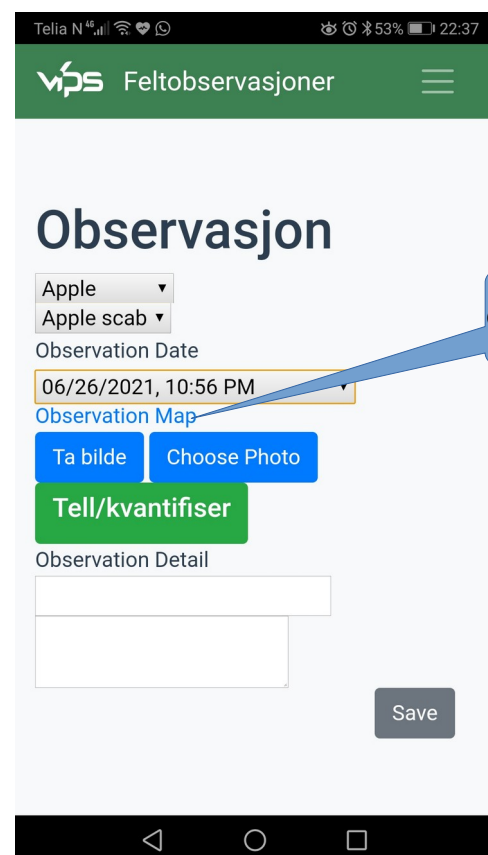 Telia N 4G 53% 22:37
VIPS Feltobservasjoner
Observasjon
Apple
Apple scab
Observation Date
06/26/2021, 10:56 PM
Observation Map
Ta bilde Choose Photo
Tell/kvantifiser
Observation Detail
Save